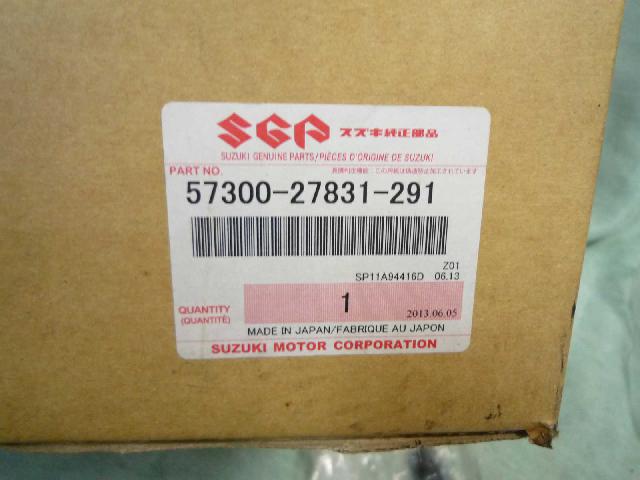 SGP スズキ純正部品
SUZUKI GENUINE PARTS/PIÈCES D'ORIGINE DE SUZUKI
PART NO.
57300-27831-291
Z01
SP11A94416D 06.13
QUANTITY
(QUANTITÉ)
1
2013.06.05
MADE IN JAPAN/FABRIQUE AU JAPON
SUZUKI MOTOR CORPORATION